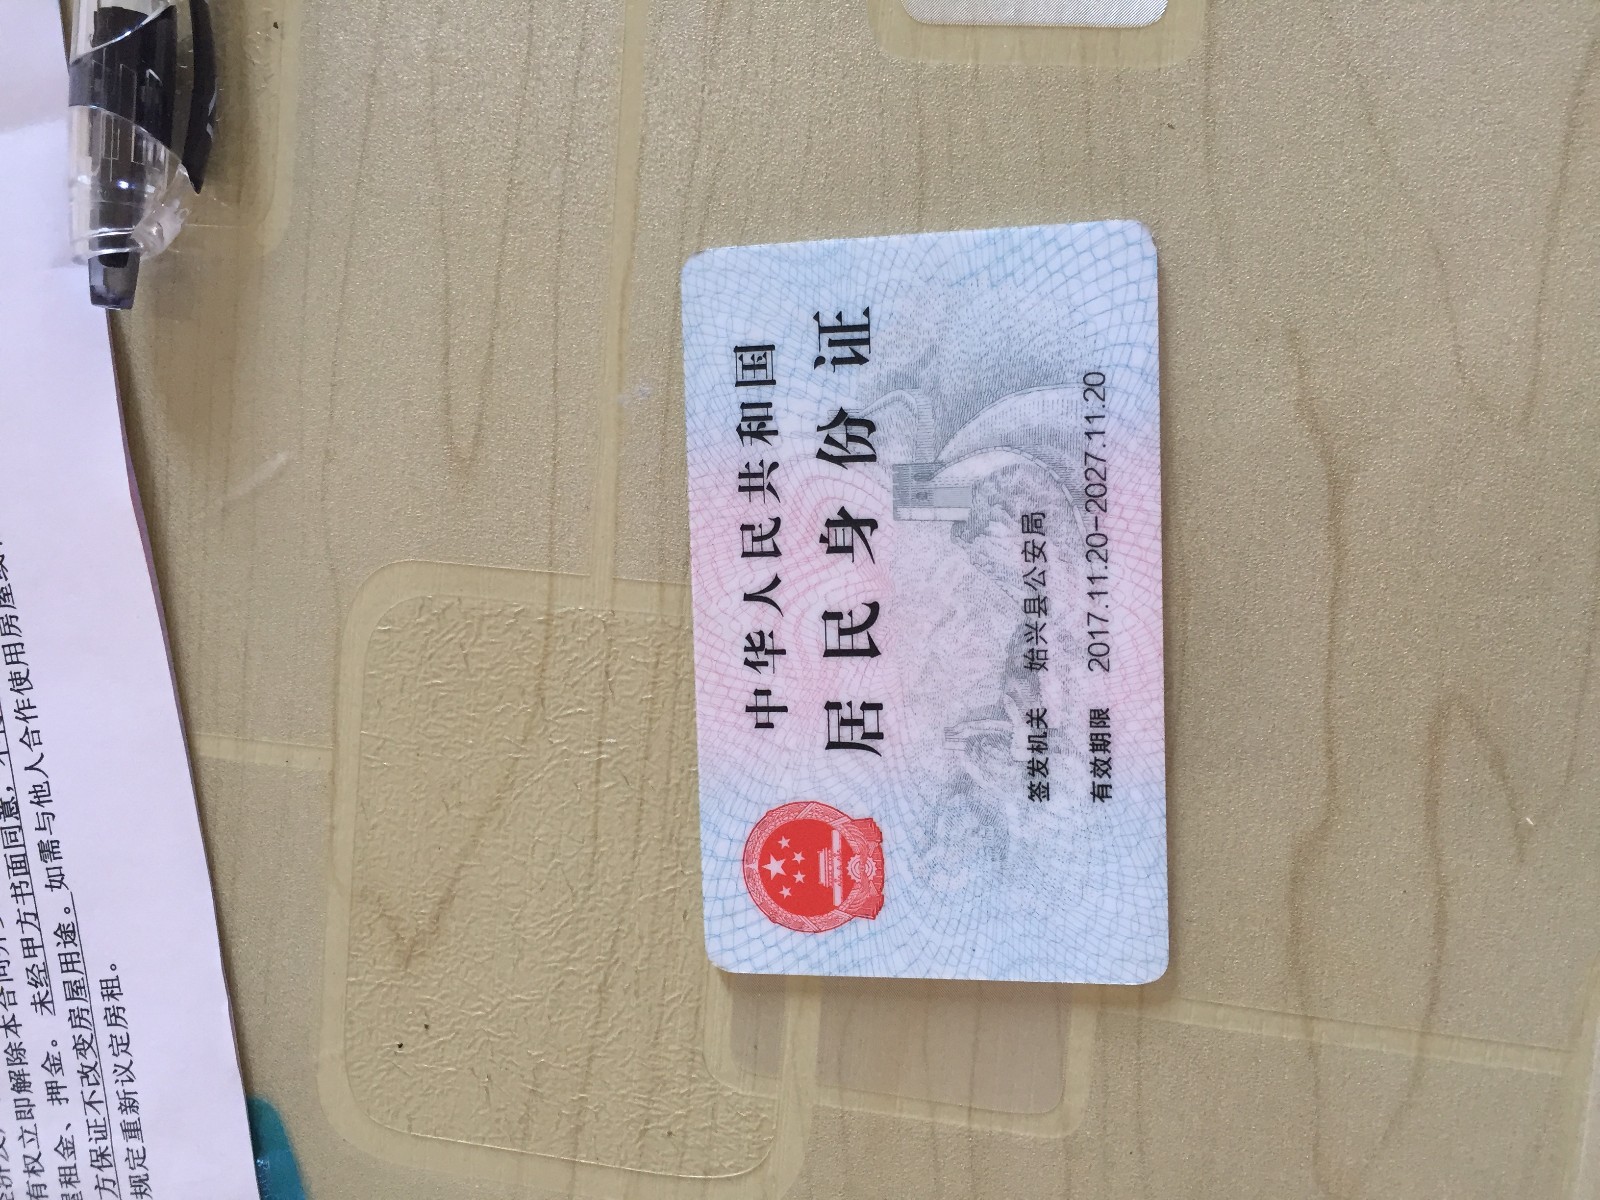 中华人民共和国
居民身份证
签发机关 始兴县公安局
有效期限 2017.11.20-2027.11.20
有权立即解除本合同并
租金、押金。未经甲方书面同意，
方保证不改变房屋用途。如需与他人合作使用房屋或
规定重新议定房租。